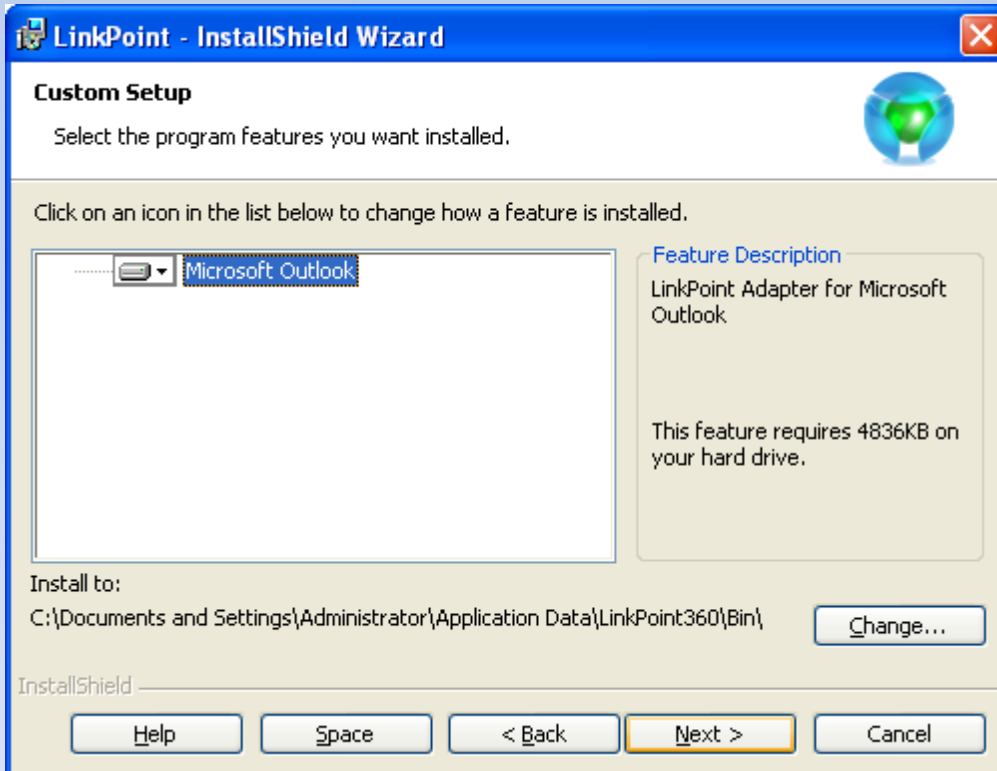 LinkPoint - InstallShield Wizard
Custom Setup
Select the program features you want installed.
Click on an icon in the list below to change how a feature is installed.
Microsoft Outlook
Feature Description
LinkPoint Adapter for Microsoft
Outlook
This feature requires 4836KB on
your hard drive.
Install to:
C:\Documents and Settings\Administrator\Application Data\LinkPoint360\Bin\
Change...
InstallShield
Help
Space
< Back
Next >
Cancel